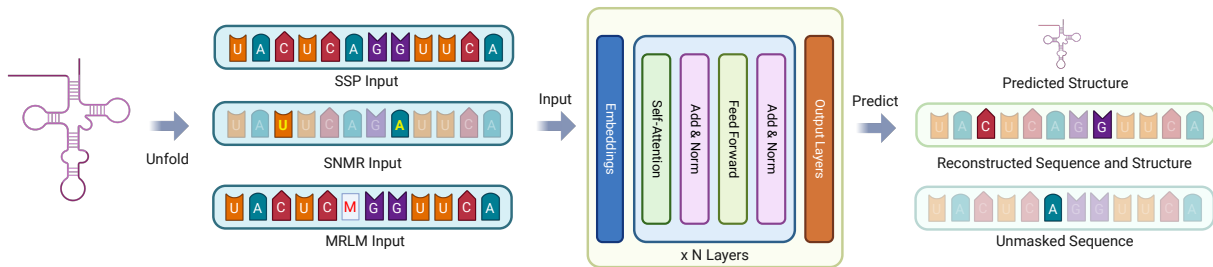 Unfold
U A C U C A G G U U C A
SSP Input
U A U U C A G A U U C A
SNMR Input
U A C U C M G G U U C A
MRLM Input
Input
Embeddings
Self-Attention
Add & Norm
Feed Forward
Add & Norm
Output Layers
x N Layers
Predict
Predicted Structure
U A C U C A G G U U C A
Reconstructed Sequence and Structure
U A C U C A G G U U C A
Unmasked Sequence